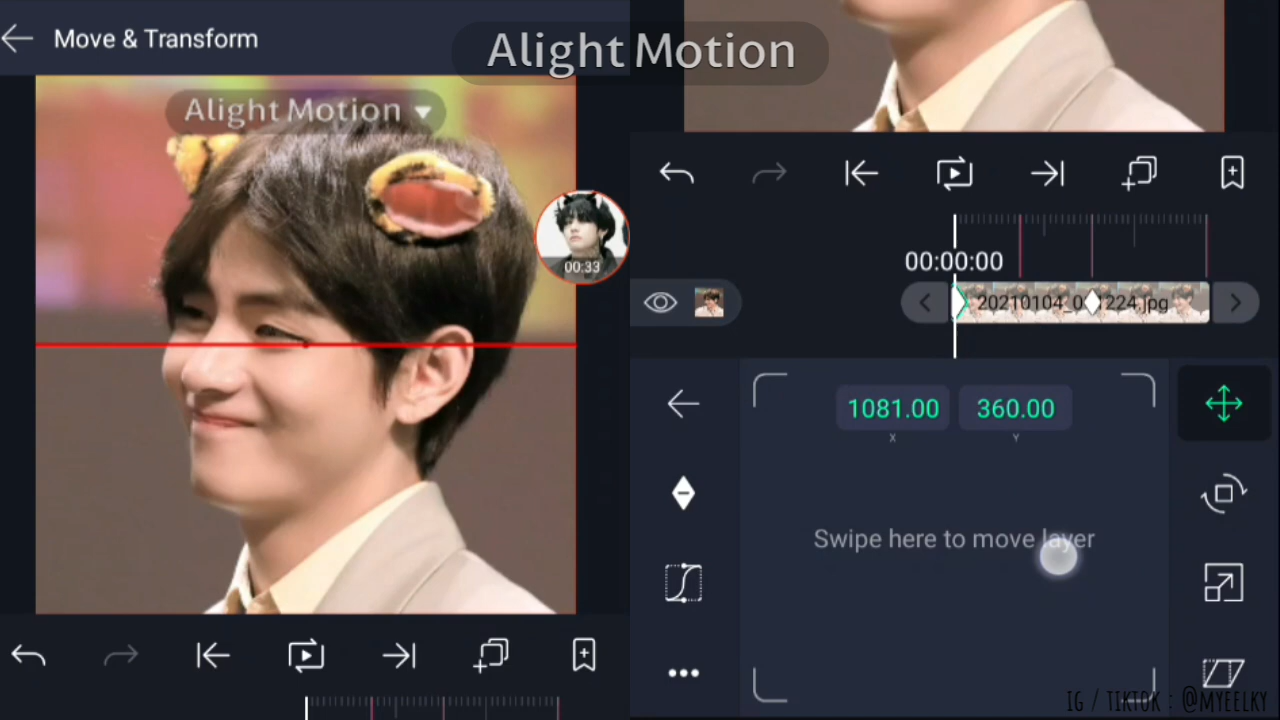 Move & Transform
Alight Motion
Alight Motion
00:33
00:00:00
20210104_0
1224.jpg
1081.00
360.00
X
Y
Swipe here to move layer
IG / TIKTOK : @MYEELKY